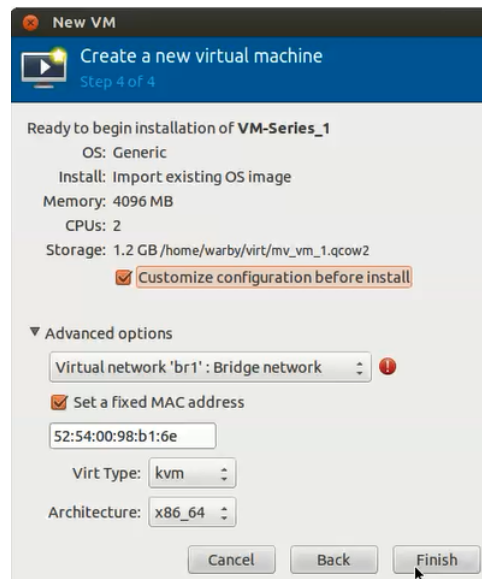 New VM
Create a new virtual machine
Step 4 of 4
Ready to begin installation of VM-Series_1
OS: Generic
Install: Import existing OS image
Memory: 4096 MB
CPUs: 2
Storage: 1.2 GB /home/warby/virt/mv_vm_1.qcow2
Customize configuration before install
Advanced options
Virtual network 'br1' : Bridge network
Set a fixed MAC address
52:54:00:98:b1:6e
Virt Type: kvm
Architecture: x86_64
Cancel Back Finish